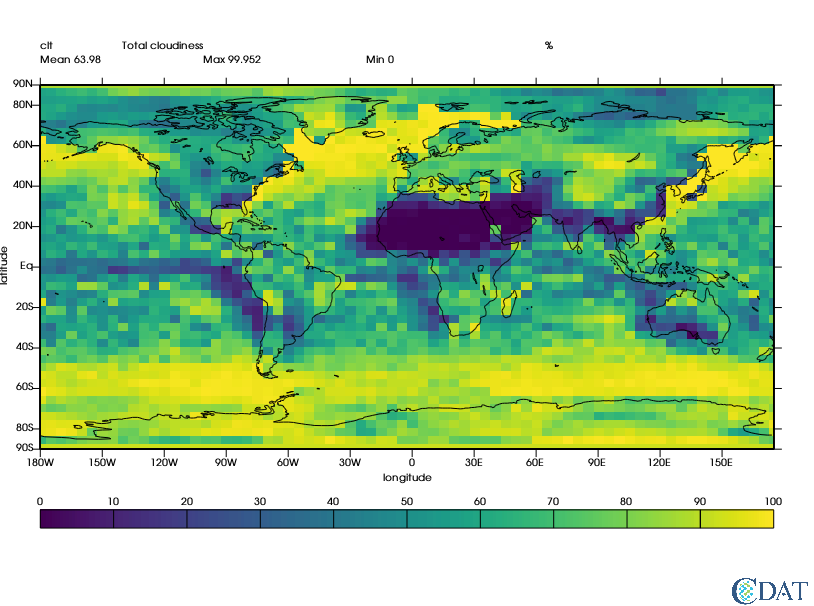 clt Total cloudiness %
Mean 63.98 Max 99.952 Min 0
90N
80N
60N
40N
20N
Eq
20S
40S
60S
80S
90S
latitude
180W 150W 120W 90W 60W 30W 0 30E 60E 90E 120E 150E
longitude
0 10 20 30 40 50 60 70 80 90 100
CDAT